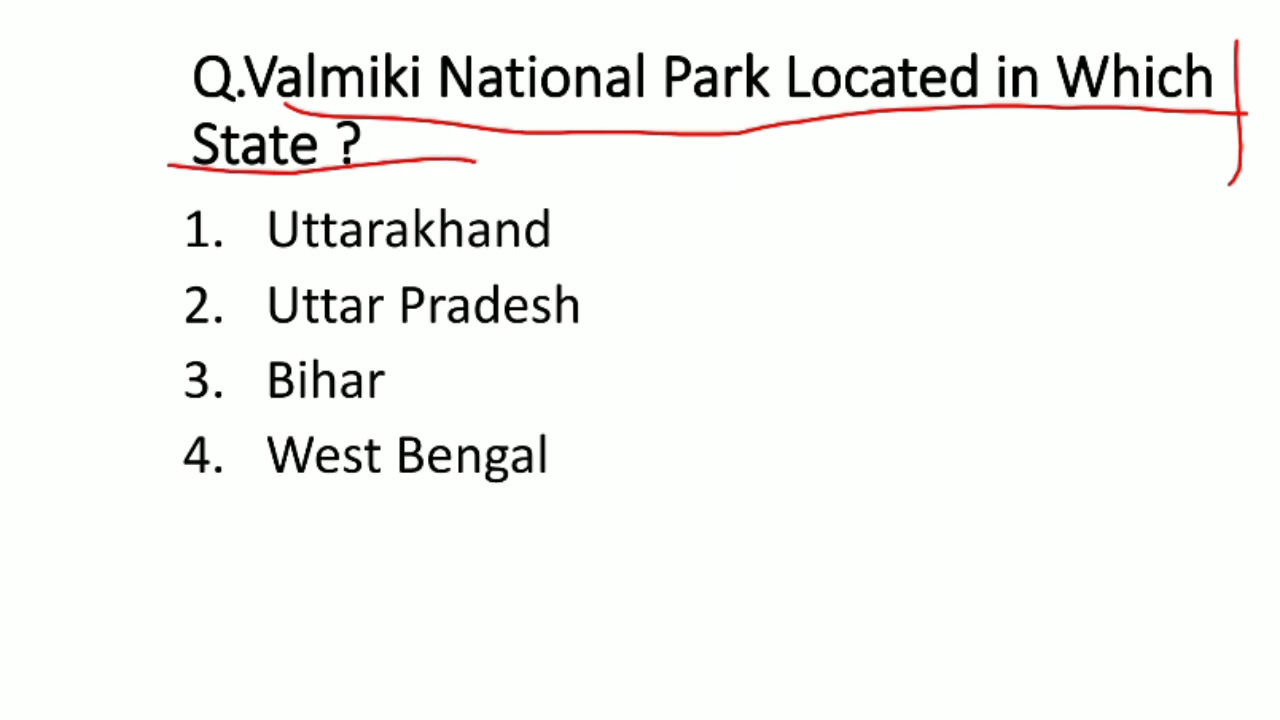 Q.Valmiki National Park Located in Which
State ?
1. Uttarakhand
2. Uttar Pradesh
3. Bihar
4. West Bengal